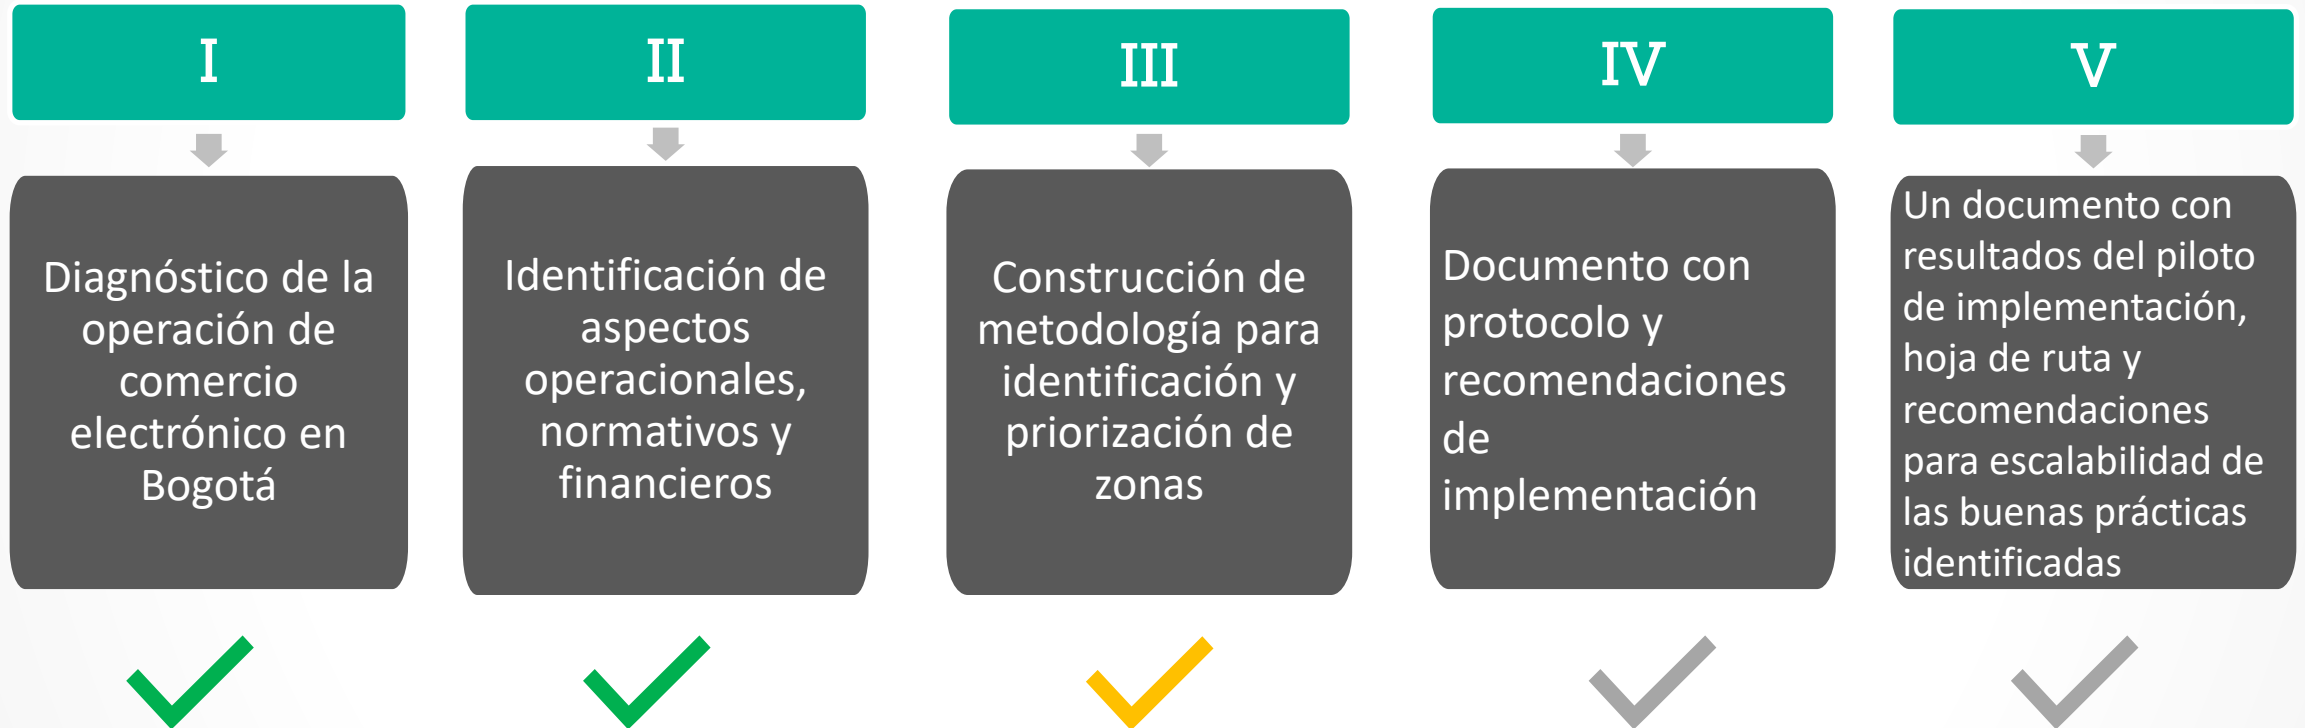 I
II
III
IV
V
Diagnóstico de la
operación de
comercio
electrónico en
Bogotá
Identificación de
aspectos
operacionales,
normativos y
financieros
Construcción de
metodología para
identificación y
priorización de
zonas
Documento con
protocolo y
recomendaciones
de
implementación
Un documento con
resultados del piloto
de implementación,
hoja de ruta y
recomendaciones
para escalabilidad de
las buenas prácticas
identificadas